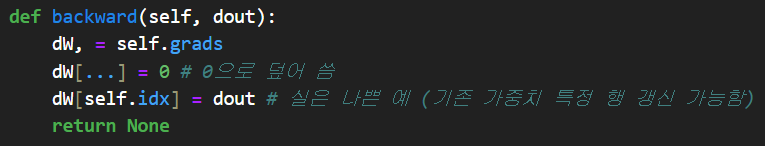 def backward(self, dout):
    dW, = self.grads
    dW[...] = 0 # 0으로 덮어 씀
    dW[self.idx] = dout # 실은 나쁜 예 (기존 가중치 특정 행 갱신 가능함)
    return None